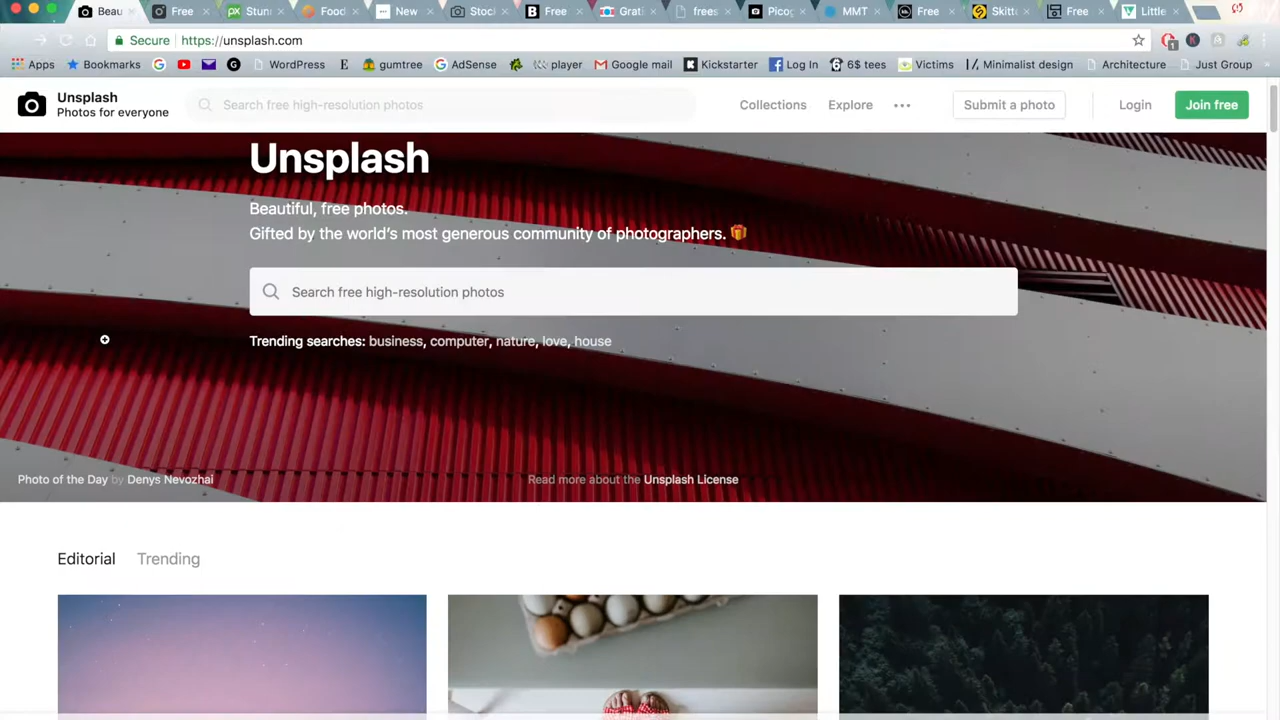 Beau
Free
Stuni
Food
New
Stocl
Free
Grati
frees
Picog
MMT
Free
Skitt
Free
Little
Secure
https://unsplash.com
Apps
Bookmarks
WordPress
gumtree
AdSense
player
Google mail
Kickstarter
Log In
6$ tees
Victims
Minimalist design
Architecture
Just Group
Unsplash
Photos for everyone
Search free high-resolution photos
Collections
Explore
Submit a photo
Login
Join free
Unsplash
Beautiful, free photos.
Gifted by the world’s most generous community of photographers.
Search free high-resolution photos
Trending searches: business, computer, nature, love, house
Photo of the Day by Denys Nevozhai
Read more about the Unsplash License
Editorial
Trending